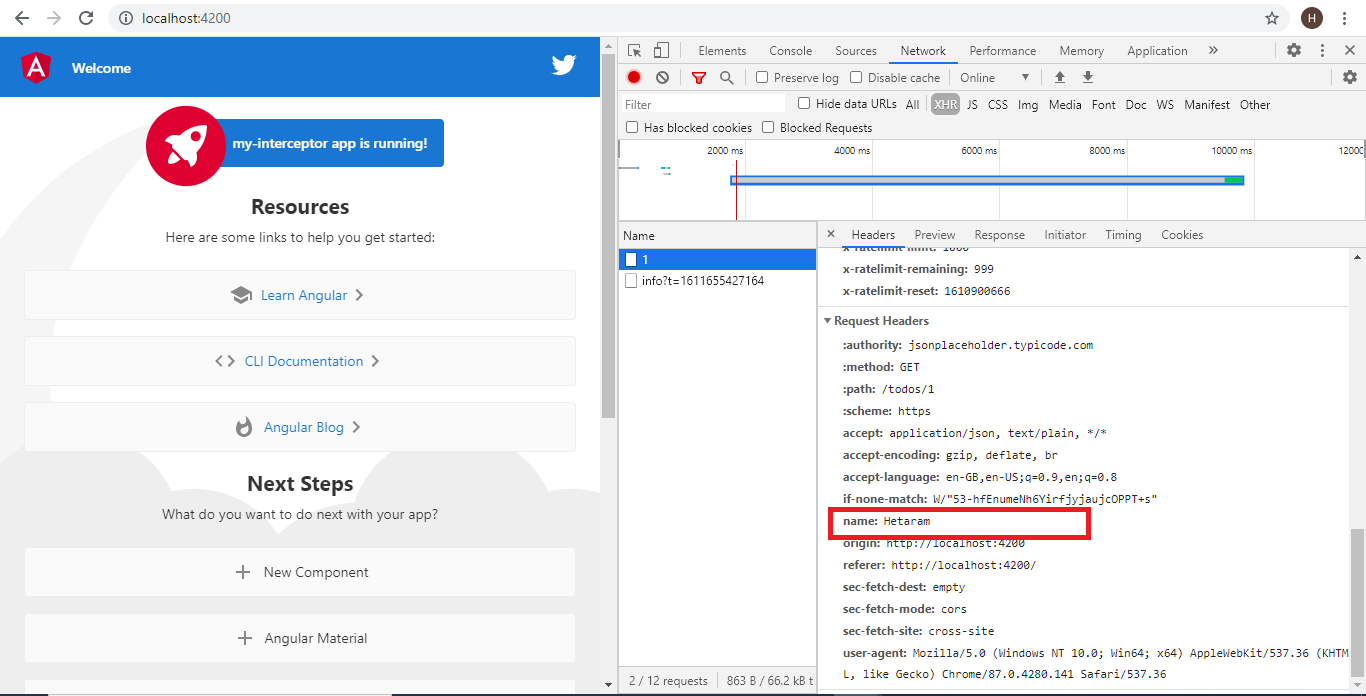 localhost:4200
H
Welcome
my-interceptor app is running!
Resources
Here are some links to help you get started:
Learn Angular
CLI Documentation
Angular Blog
Next Steps
What do you want to do next with your app?
New Component
Angular Material
Elements Console Sources Network Performance Memory Application
Preserve log Disable cache Online
Filter Hide data URLs All XHR JS CSS Img Media Font Doc WS Manifest Other
Has blocked cookies Blocked Requests
2000 ms 4000 ms 6000 ms 8000 ms 10000 ms 12000
Name
1
info?t=1611655427164
2 / 12 requests 863 B / 66.2 kB t
Headers Preview Response Initiator Timing Cookies
x-ratelimit-limit: 1000
x-ratelimit-remaining: 999
x-ratelimit-reset: 1610900666
Request Headers
:authority: jsonplaceholder.typicode.com
:method: GET
:path: /todos/1
:scheme: https
accept: application/json, text/plain, */*
accept-encoding: gzip, deflate, br
accept-language: en-GB,en-US;q=0.9,en;q=0.8
if-none-match: W/"53-hfEnumeNh6YirfjyjaujcOPPT+s"
name: Hetaram
origin: http://localhost:4200
referer: http://localhost:4200/
sec-fetch-dest: empty
sec-fetch-mode: cors
sec-fetch-site: cross-site
user-agent: Mozilla/5.0 (Windows NT 10.0; Win64; x64) AppleWebKit/537.36 (KHTM
L, like Gecko) Chrome/87.0.4280.141 Safari/537.36